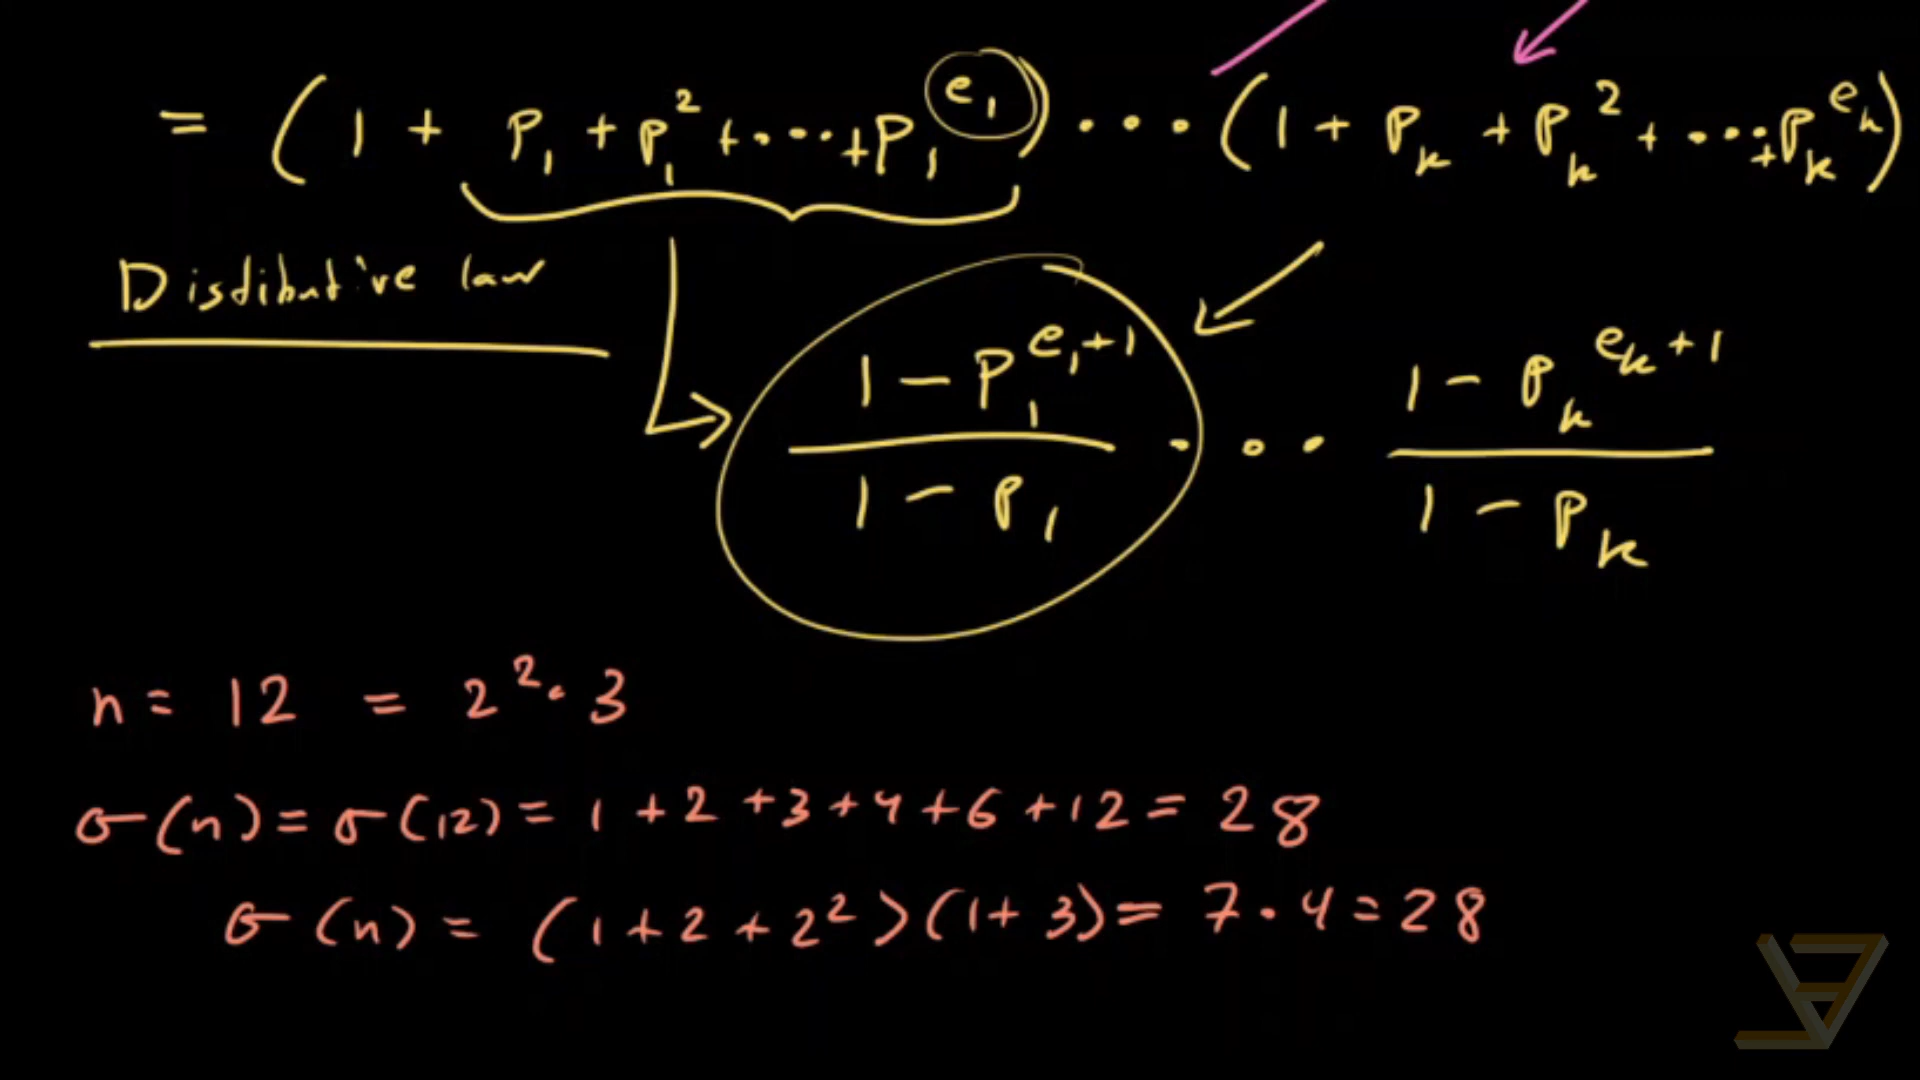 = (1 + p₁ + p₁² + ... + p₁^e₁) ... (1 + pₖ + pₖ² + ... + pₖ^eₖ)
Distibutive law
(1 - p₁^(e₁+1))/(1 - p₁) ... (1 - pₖ^(eₖ+1))/(1 - pₖ)
n = 12 = 2² · 3
σ(n) = σ(12) = 1 + 2 + 3 + 4 + 6 + 12 = 28
σ(n) = (1 + 2 + 2²)(1 + 3) = 7 · 4 = 28